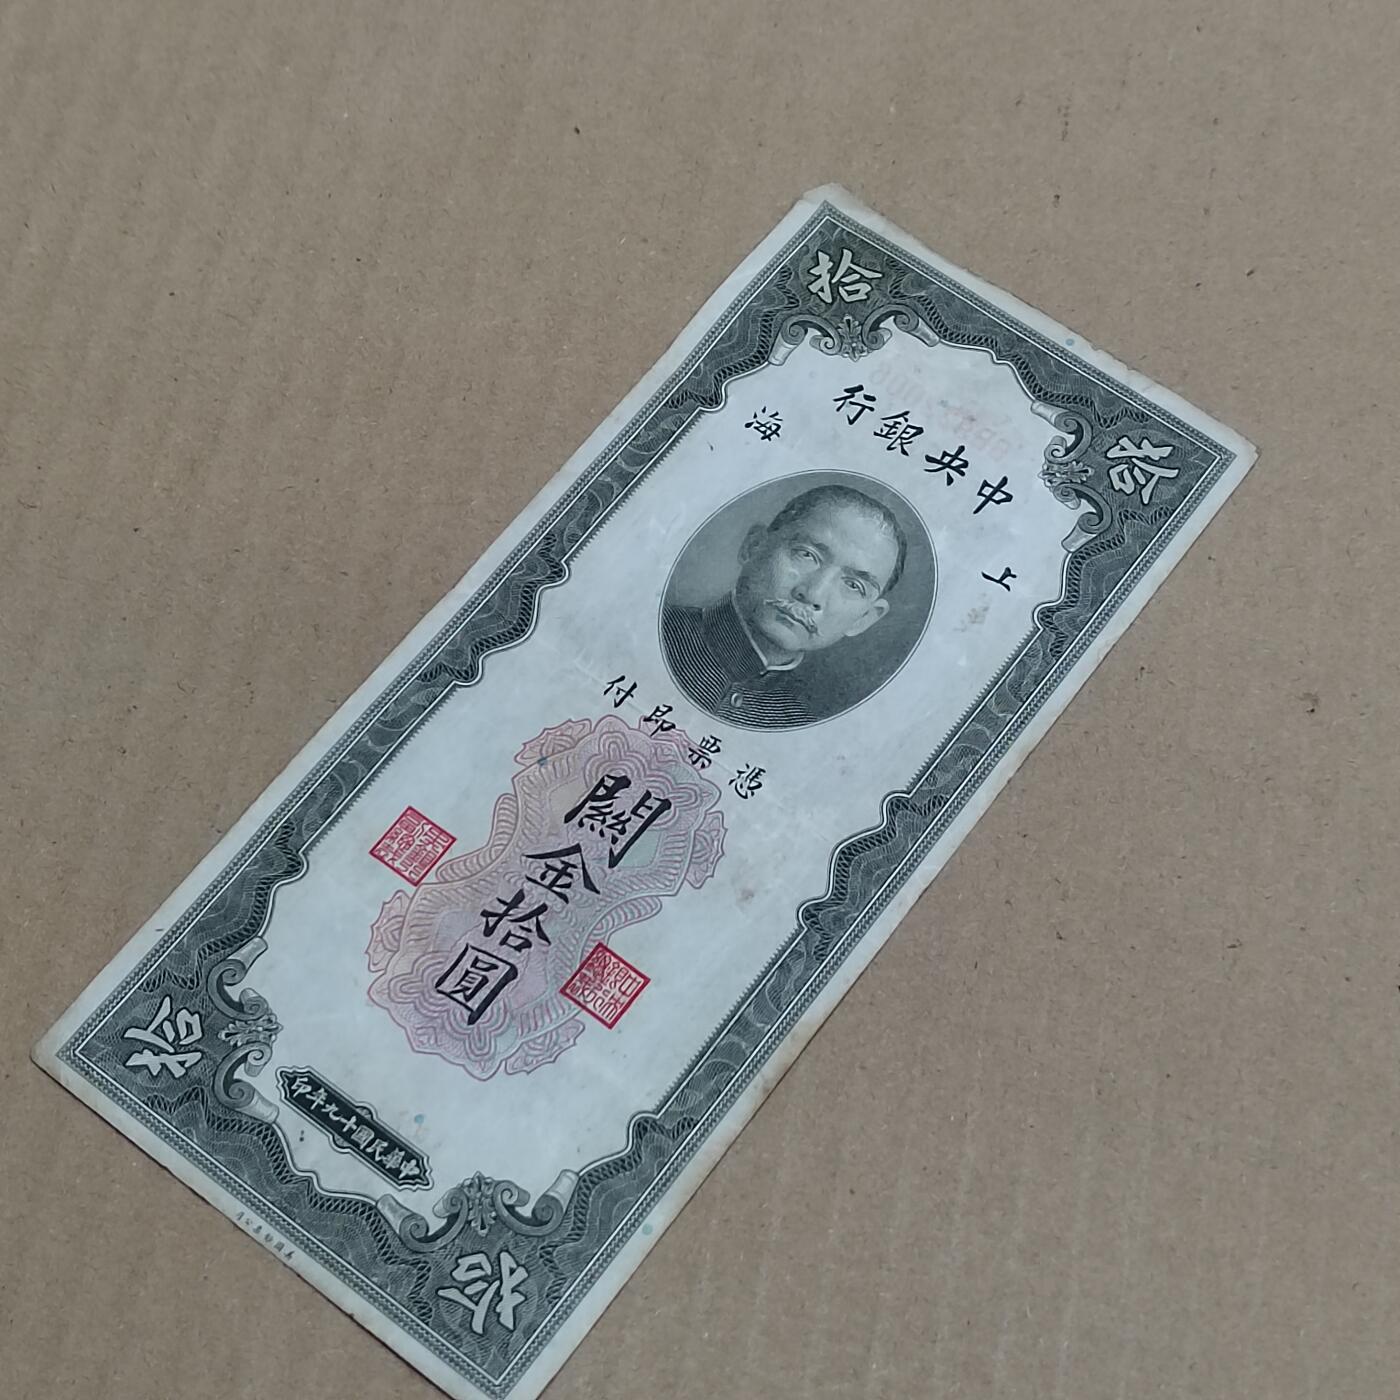 拾 拾
中央銀行
上 海
憑票即付
關金拾圓
中華民國十九年印
拾 拾